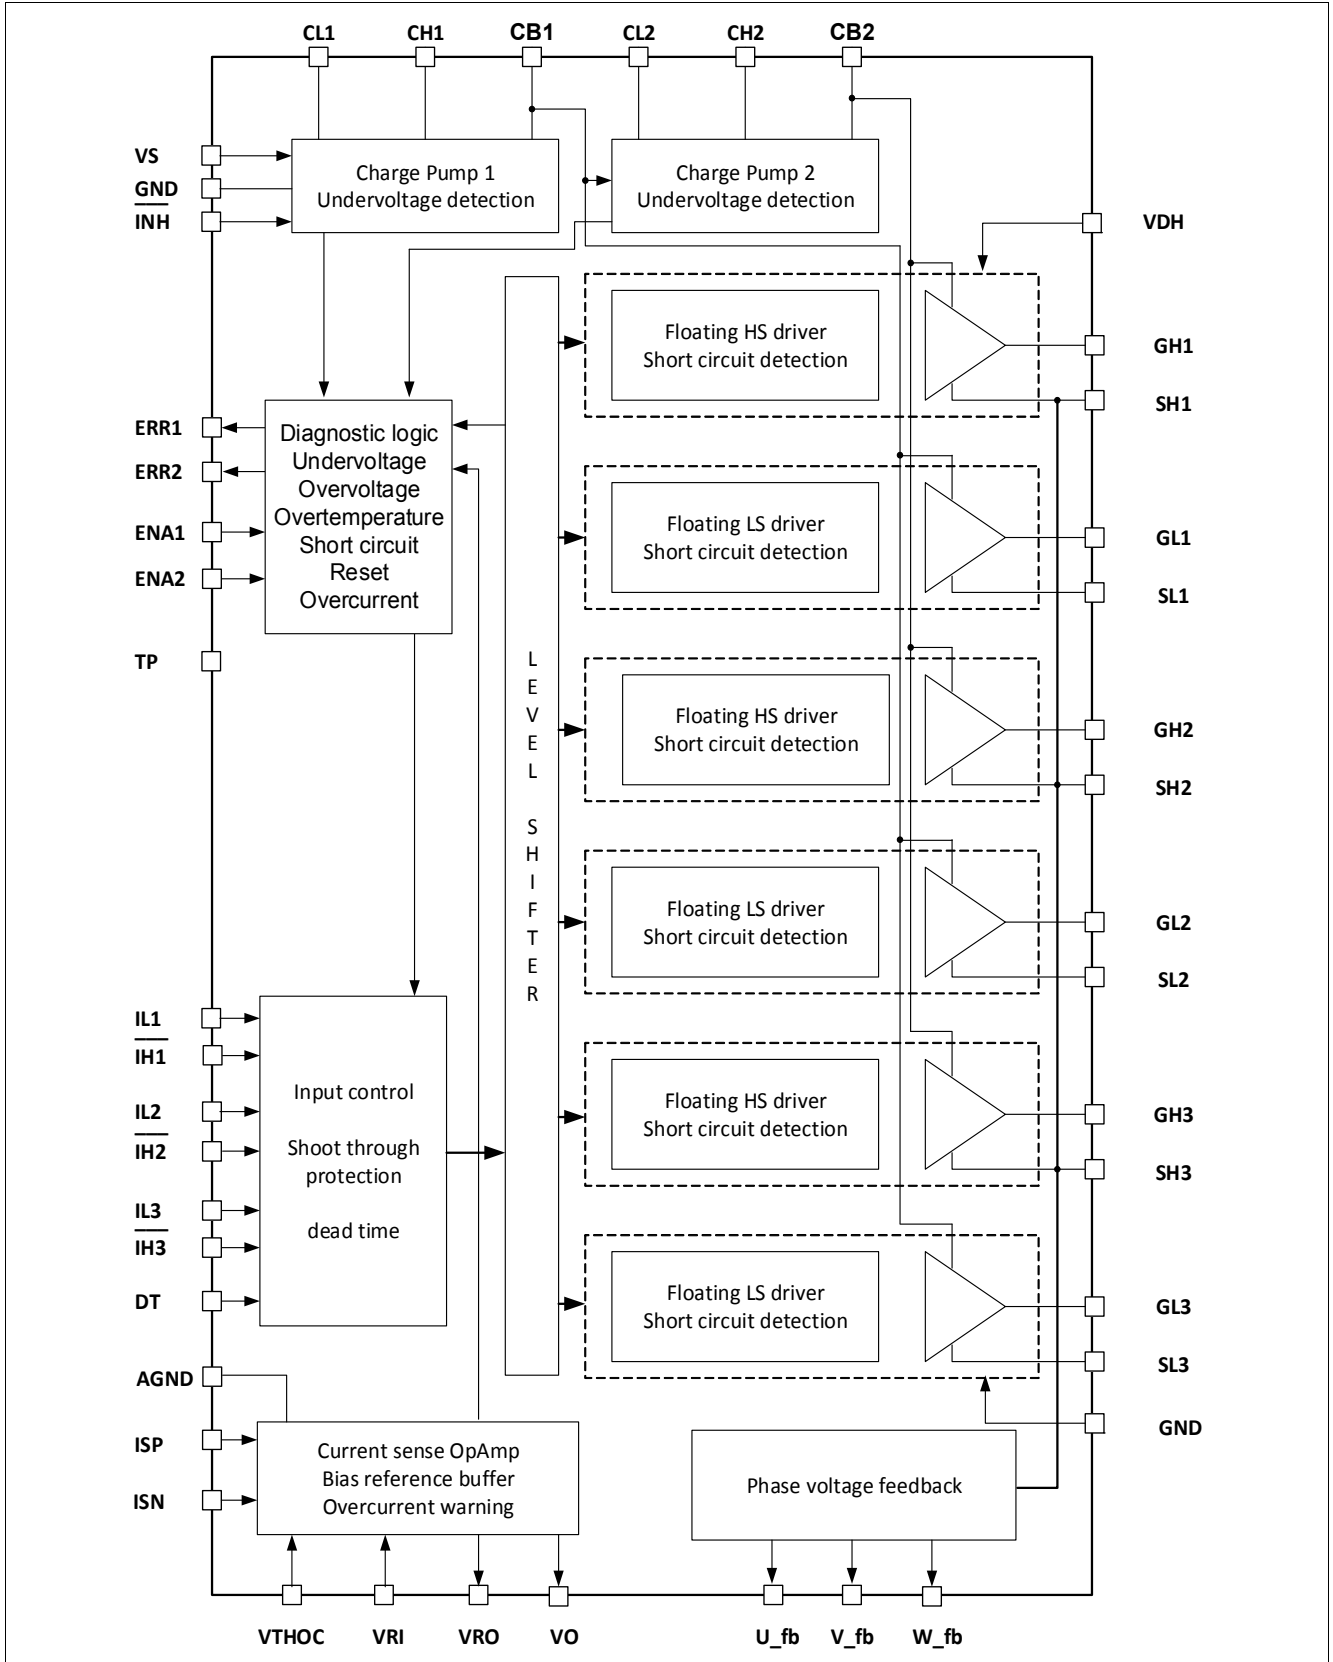 CL1 CH1 CB1 CL2 CH2 CB2
VS
GND
INH
Charge Pump 1
Undervoltage detection
Charge Pump 2
Undervoltage detection
VDH
Floating HS driver
Short circuit detection
GH1
SH1
ERR1
ERR2
ENA1
ENA2
Diagnostic logic
Undervoltage
Overvoltage
Overtemperature
Short circuit
Reset
Overcurrent
Floating LS driver
Short circuit detection
GL1
SL1
TP
LEVEL SHIFTER
Floating HS driver
Short circuit detection
GH2
SH2
Floating LS driver
Short circuit detection
GL2
SL2
IL1
IH1
IL2
IH2
IL3
IH3
DT
Input control
Shoot through
protection
dead time
Floating HS driver
Short circuit detection
GH3
SH3
Floating LS driver
Short circuit detection
GL3
SL3
AGND
ISP
ISN
Current sense OpAmp
Bias reference buffer
Overcurrent warning
Phase voltage feedback
GND
VTHOC VRI VRO VO U_fb V_fb W_fb